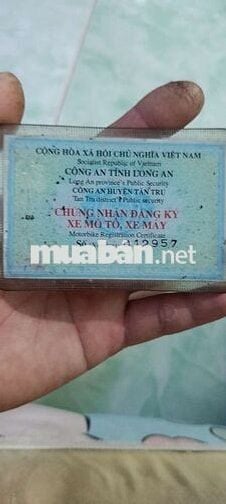 CỘNG HÒA XÃ HỘI CHỦ NGHĨA VIỆT NAM
Socialist Republic of Vietnam
CÔNG AN TỈNH LONG AN
Long An province's Public Security
CÔNG AN HUYỆN TÂN TRỤ
Tan Tru district's Public security
CHỨNG NHẬN ĐĂNG KÝ
XE MÔ TÔ, XE MÁY
Motorbike Registration Certificate
Số
012957
muaban.net